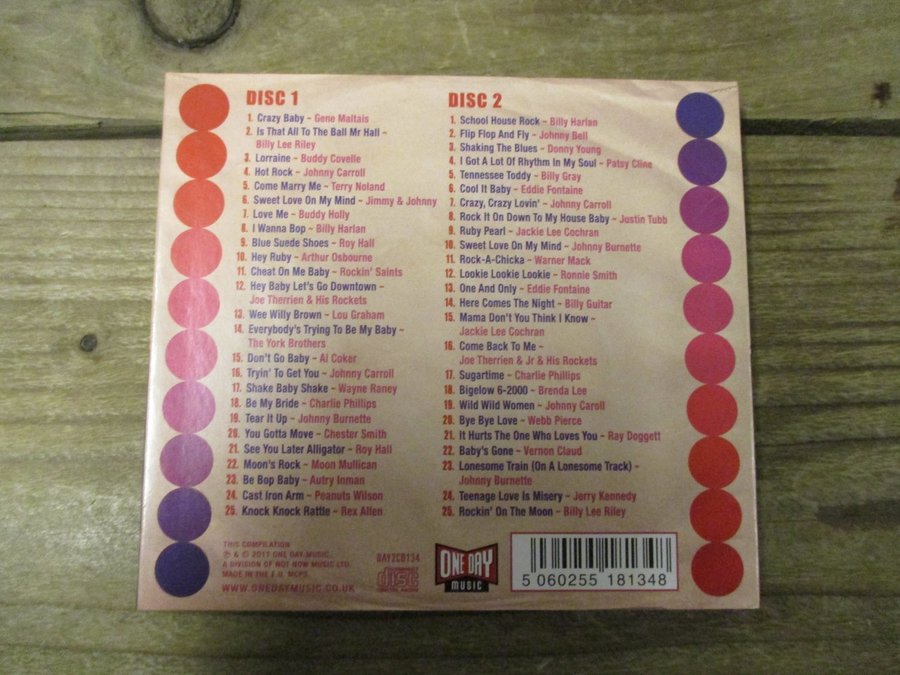 DISC 1
1. Crazy Baby – Gene Maltais
2. Is That All To The Ball Mr Hall –
Billy Lee Riley
3. Lorraine – Buddy Covelle
4. Hot Rock – Johnny Carroll
5. Come Marry Me – Terry Noland
6. Sweet Love On My Mind – Jimmy & Johnny
7. Love Me – Buddy Holly
8. I Wanna Bop – Billy Harlan
9. Blue Suede Shoes – Roy Hall
10. Hey Ruby – Arthur Osbourne
11. Cheat On Me Baby – Rockin' Saints
12. Hey Baby Let's Go Downtown –
Joe Therrien & His Rockets
13. Wee Willy Brown – Lou Graham
14. Everybody's Trying To Be My Baby –
The York Brothers
15. Don't Go Baby – Al Coker
16. Tryin' To Get You – Johnny Carroll
17. Shake Baby Shake – Wayne Raney
18. Be My Bride – Charlie Phillips
19. Tear It Up – Johnny Burnette
20. You Gotta Move – Chester Smith
21. See You Later Alligator – Roy Hall
22. Moon's Rock – Moon Mullican
23. Be Bop Baby – Autry Inman
24. Cast Iron Arm – Peanuts Wilson
25. Knock Knock Rattle – Rex Allen
DISC 2
1. School House Rock – Billy Harlan
2. Flip Flop And Fly – Johnny Bell
3. Shaking The Blues – Donny Young
4. I Got A Lot Of Rhythm In My Soul – Patsy Cline
5. Tennessee Toddy – Billy Gray
6. Cool It Baby – Eddie Fontaine
7. Crazy, Crazy Lovin' – Johnny Carroll
8. Rock It On Down To My House Baby – Justin Tubb
9. Ruby Pearl – Jackie Lee Cochran
10. Sweet Love On My Mind – Johnny Burnette
11. Rock-A-Chicka – Warner Mack
12. Lookie Lookie Lookie – Ronnie Smith
13. One And Only – Eddie Fontaine
14. Here Comes The Night – Billy Guitar
15. Mama Don't You Think I Know –
Jackie Lee Cochran
16. Come Back To Me –
Joe Therrien & Jr & His Rockets
17. Sugartime – Charlie Phillips
18. Bigelow 6-2000 – Brenda Lee
19. Wild Wild Women – Johnny Caroll
20. Bye Bye Love – Webb Pierce
21. It Hurts The One Who Loves You – Ray Doggett
22. Baby's Gone – Vernon Claud
23. Lonesome Train (On A Lonesome Track) –
Johnny Burnette
24. Teenage Love Is Misery – Jerry Kennedy
25. Rockin' On The Moon – Billy Lee Riley
THIS COMPILATION
℗ & © 2011 ONE DAY MUSIC.
A DIVISION OF NOT NOW MUSIC LTD.
MADE IN THE E.U. MCPS
WWW.ONEDAYMUSIC.CO.UK
DAY2CD134
COMPACT
disc
DIGITAL AUDIO
ONE DAY
MUSIC
5 060255 181348